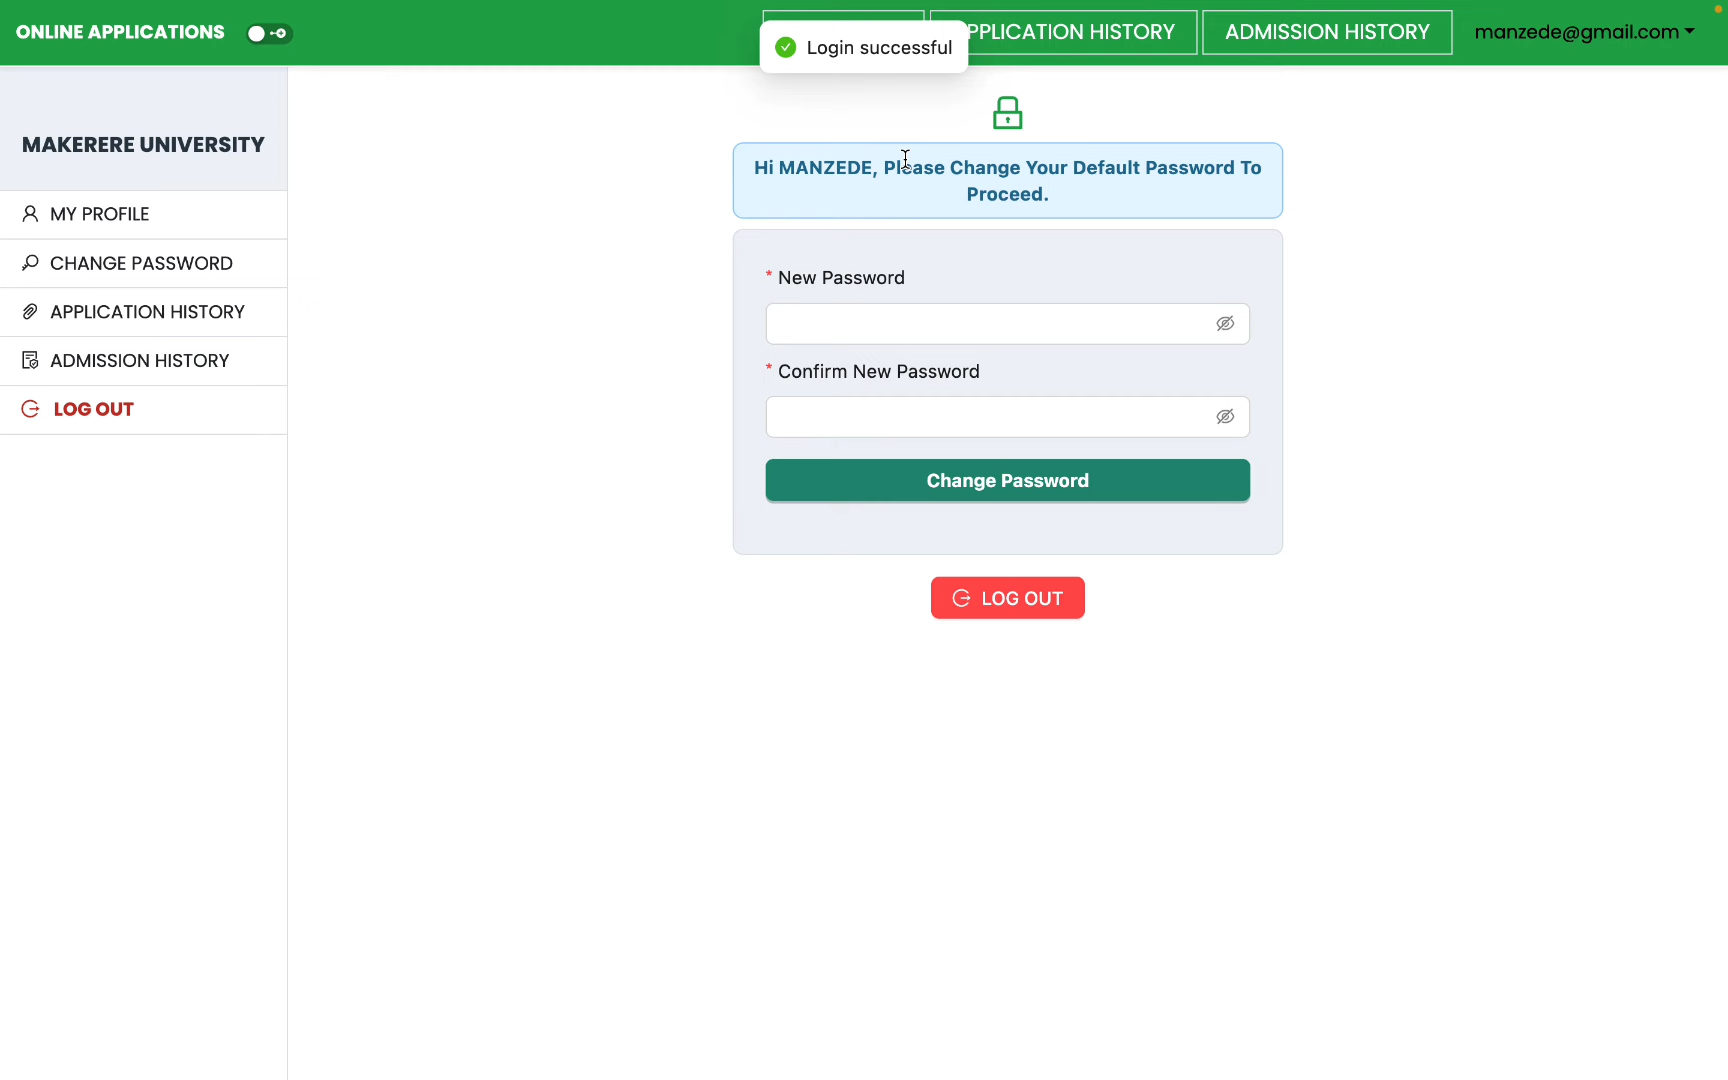 ONLINE APPLICATIONS
Login successful
PPLICATION HISTORY
ADMISSION HISTORY
manzede@gmail.com
MAKERERE UNIVERSITY
MY PROFILE
CHANGE PASSWORD
APPLICATION HISTORY
ADMISSION HISTORY
LOG OUT
Hi MANZEDE, Please Change Your Default Password To
Proceed.
* New Password
* Confirm New Password
Change Password
LOG OUT